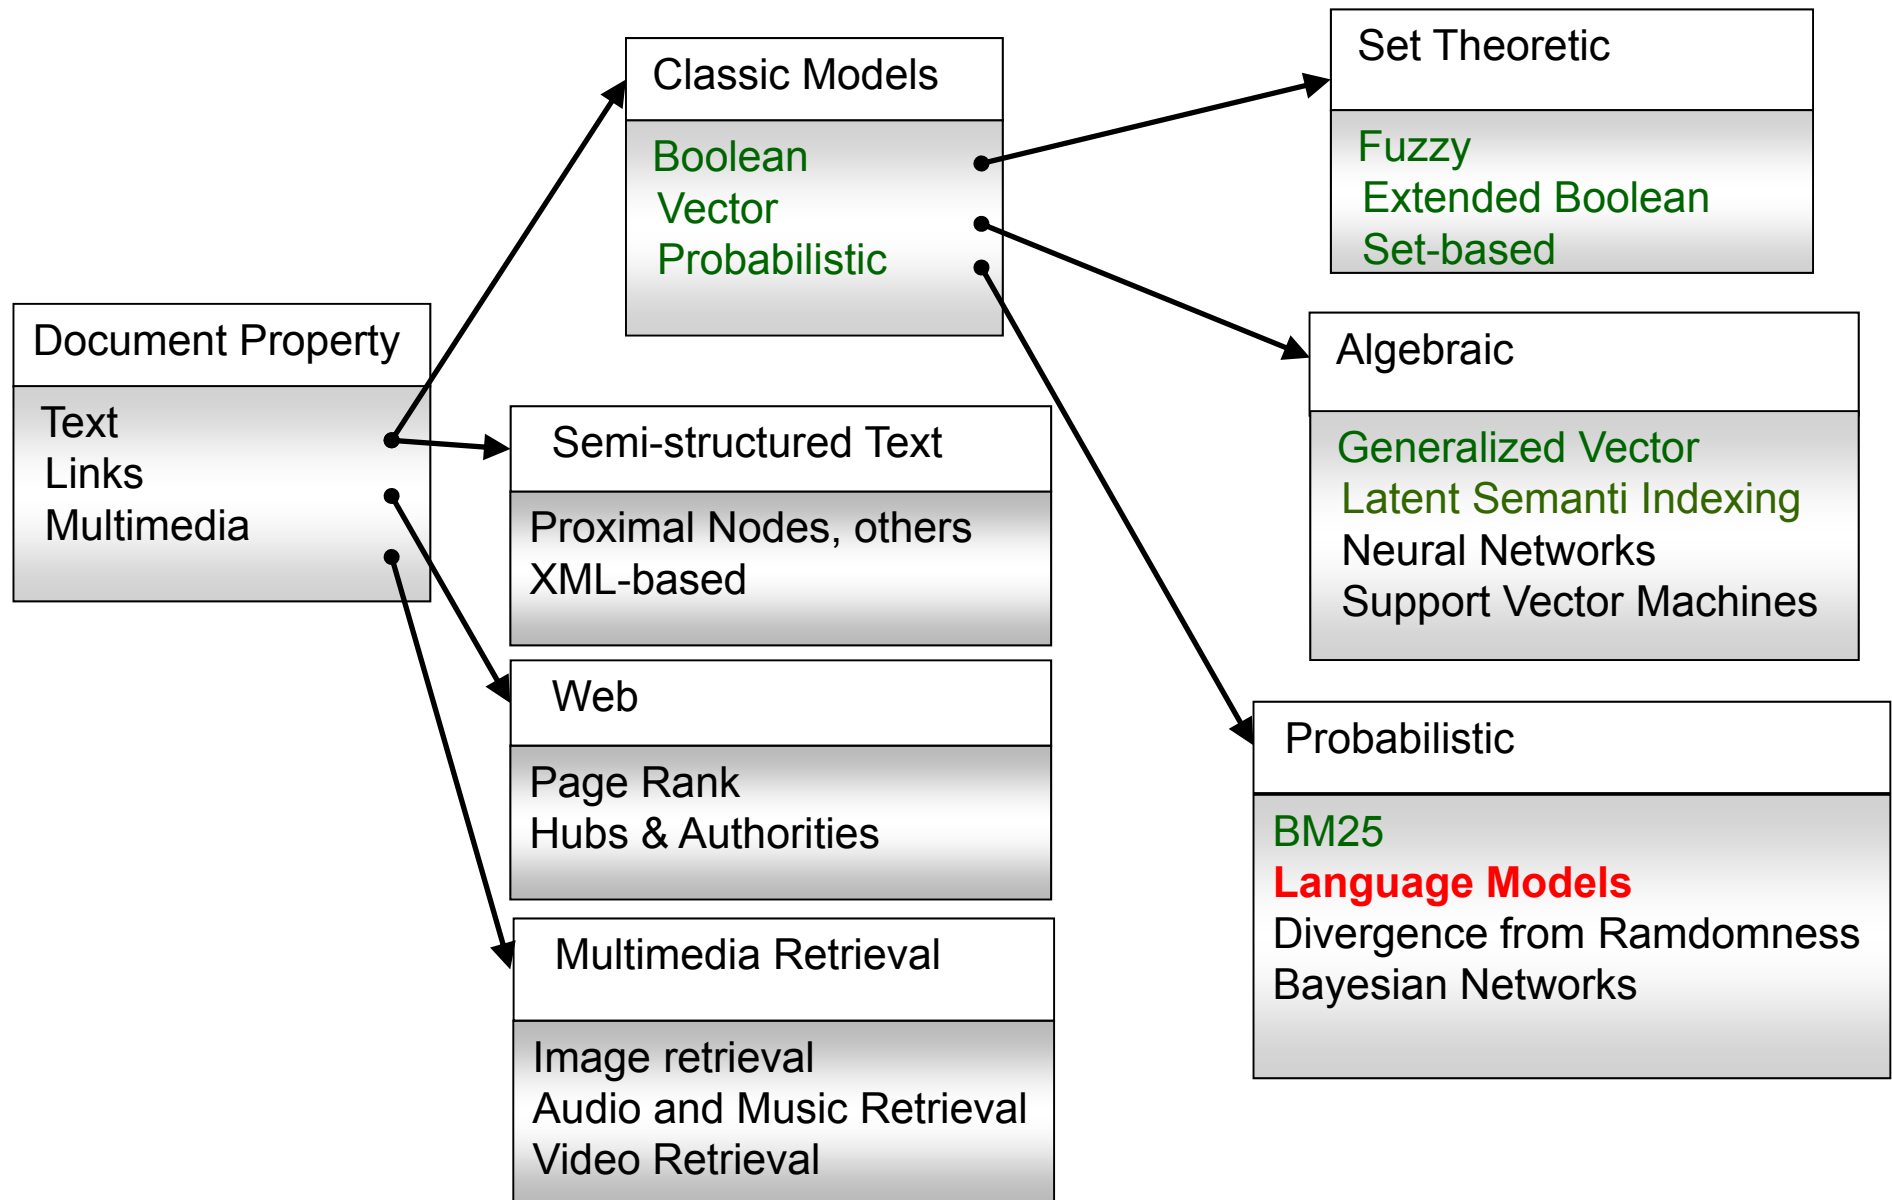 Document Property
Text
Links
Multimedia
Classic Models
Boolean
Vector
Probabilistic
Semi-structured Text
Proximal Nodes, others
XML-based
Web
Page Rank
Hubs & Authorities
Multimedia Retrieval
Image retrieval
Audio and Music Retrieval
Video Retrieval
Set Theoretic
Fuzzy
Extended Boolean
Set-based
Algebraic
Generalized Vector
Latent Semanti Indexing
Neural Networks
Support Vector Machines
Probabilistic
BM25
Language Models
Divergence from Ramdomness
Bayesian Networks